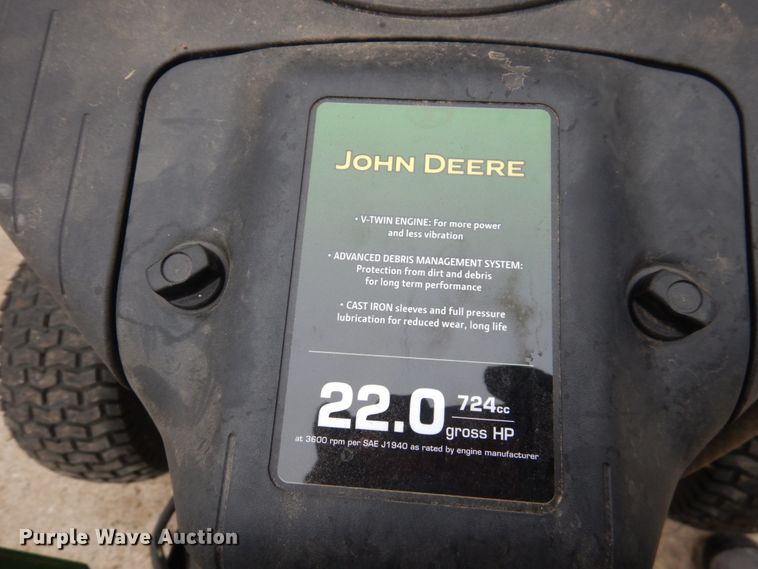 JOHN DEERE
• V-TWIN ENGINE: For more power
and less vibration
• ADVANCED DEBRIS MANAGEMENT SYSTEM:
Protection from dirt and debris
for long term performance
• CAST IRON sleeves and full pressure
lubrication for reduced wear, long life
22.0 724cc
gross HP
at 3600 rpm per SAE J1940 as rated by engine manufacturer
Purple Wave Auction